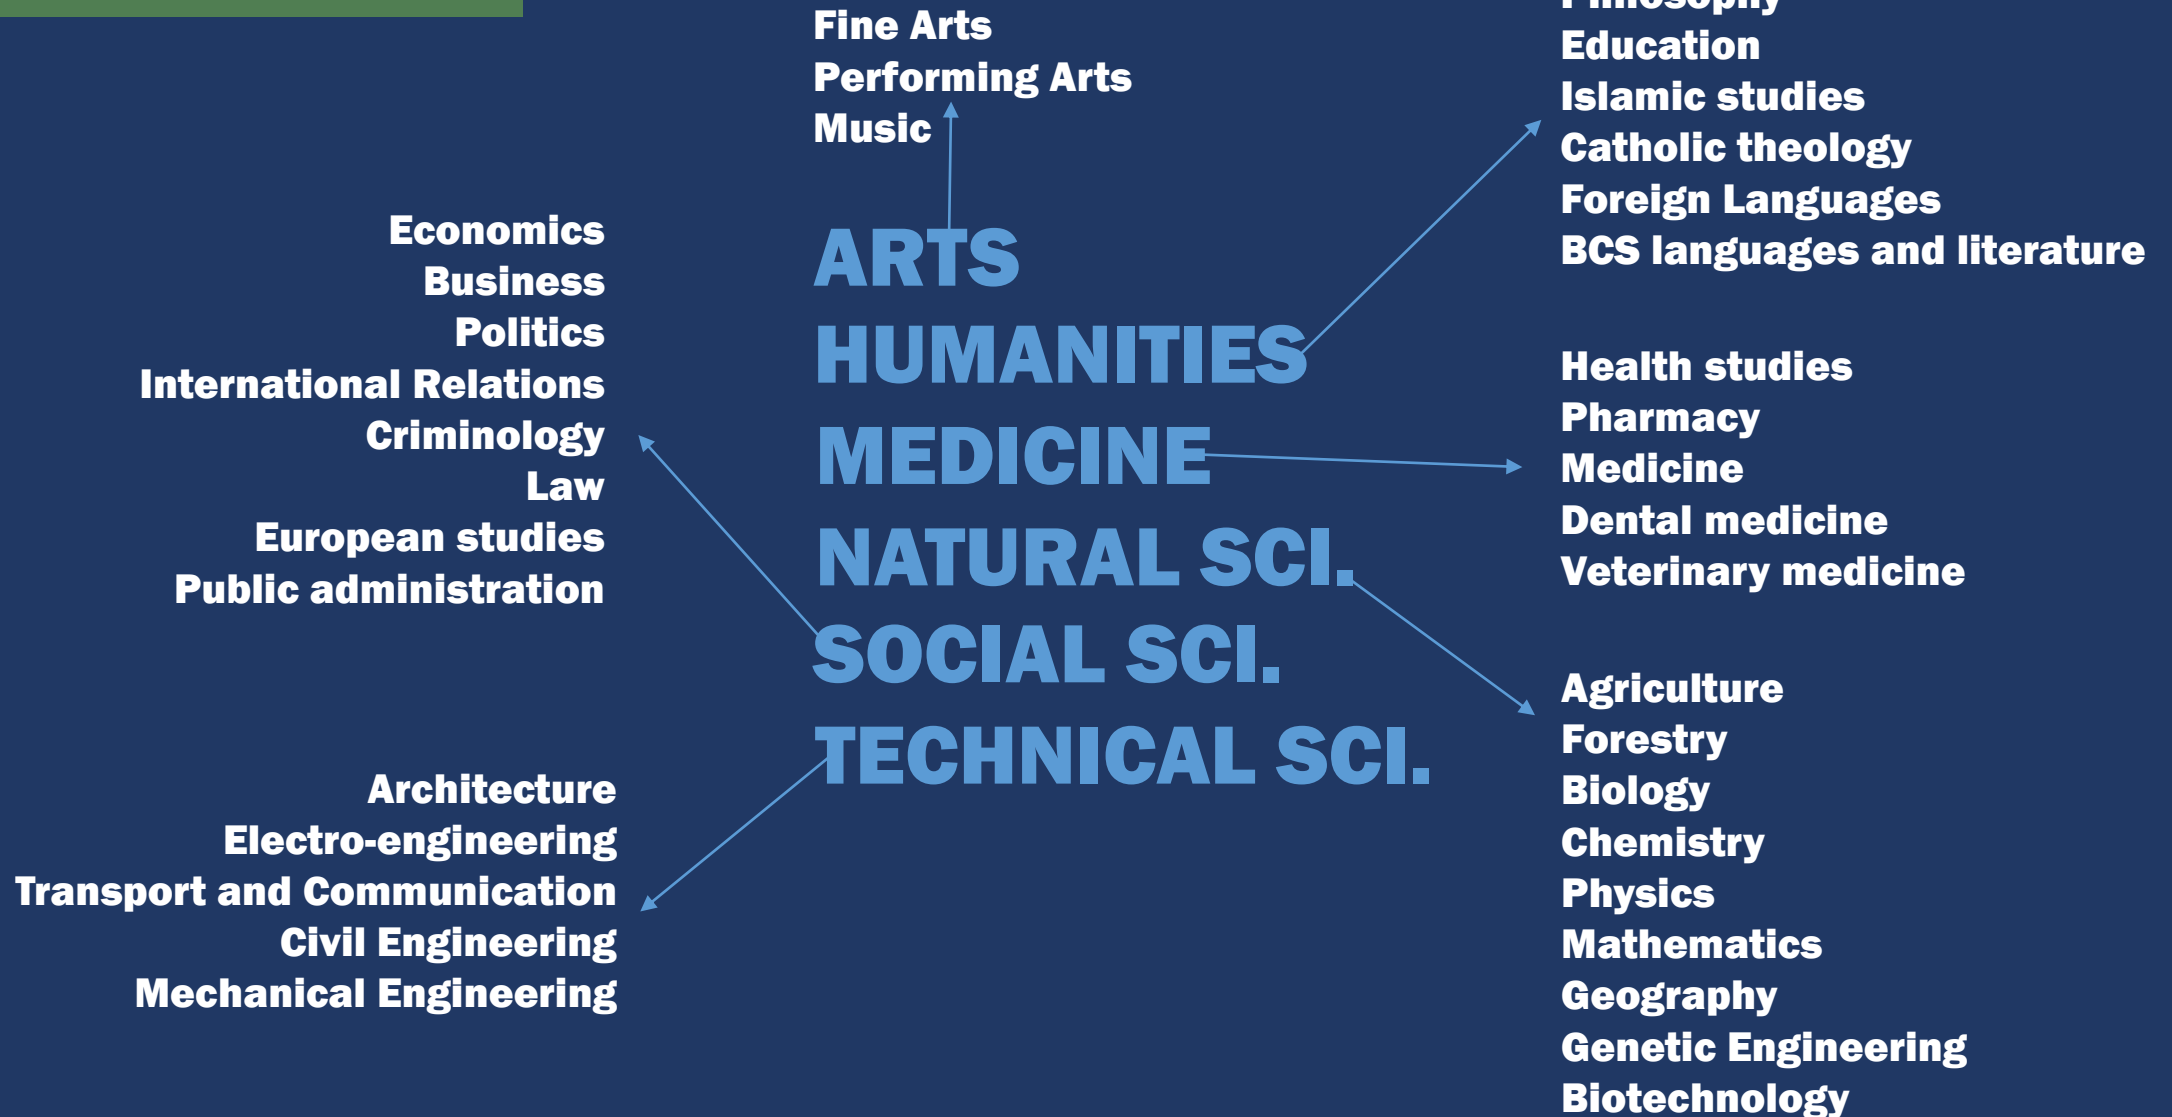 Fine Arts
Performing Arts
Music
Philosophy
Education
Islamic studies
Catholic theology
Foreign Languages
BCS languages and literature
Economics
Business
Politics
International Relations
Criminology
Law
European studies
Public administration
ARTS
HUMANITIES
MEDICINE
NATURAL SCI.
SOCIAL SCI.
TECHNICAL SCI.
Health studies
Pharmacy
Medicine
Dental medicine
Veterinary medicine
Architecture
Electro-engineering
Transport and Communication
Civil Engineering
Mechanical Engineering
Agriculture
Forestry
Biology
Chemistry
Physics
Mathematics
Geography
Genetic Engineering
Biotechnology